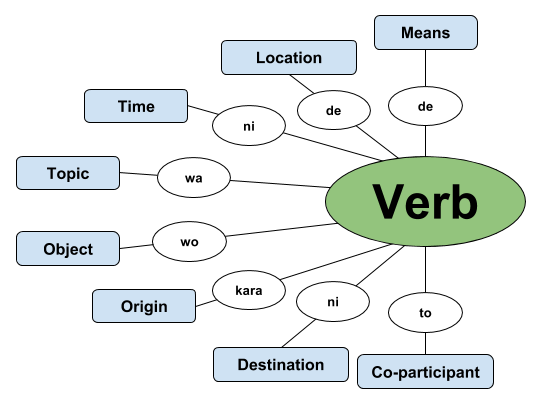 Means
Location
de
de
Time
ni
Topic
wa
Verb
Object
wo
Origin
kara
ni
to
Destination
Co-participant